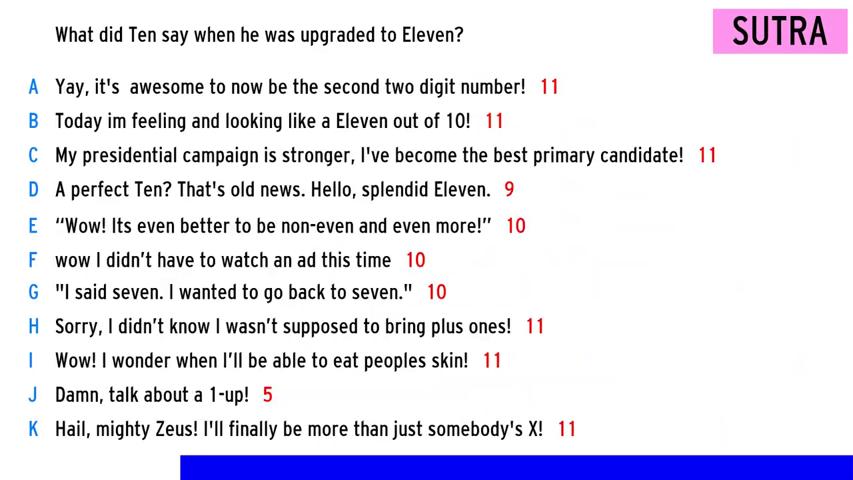 What did Ten say when he was upgraded to Eleven?
SUTRA
A Yay, it's  awesome to now be the second two digit number! 11
B Today im feeling and looking like a Eleven out of 10! 11
C My presidential campaign is stronger, I've become the best primary candidate! 11
D A perfect Ten? That's old news. Hello, splendid Eleven. 9
E “Wow! Its even better to be non-even and even more!” 10
F wow I didn’t have to watch an ad this time 10
G "I said seven. I wanted to go back to seven." 10
H Sorry, I didn’t know I wasn’t supposed to bring plus ones! 11
I Wow! I wonder when I’ll be able to eat peoples skin! 11
J Damn, talk about a 1-up! 5
K Hail, mighty Zeus! I'll finally be more than just somebody's X! 11